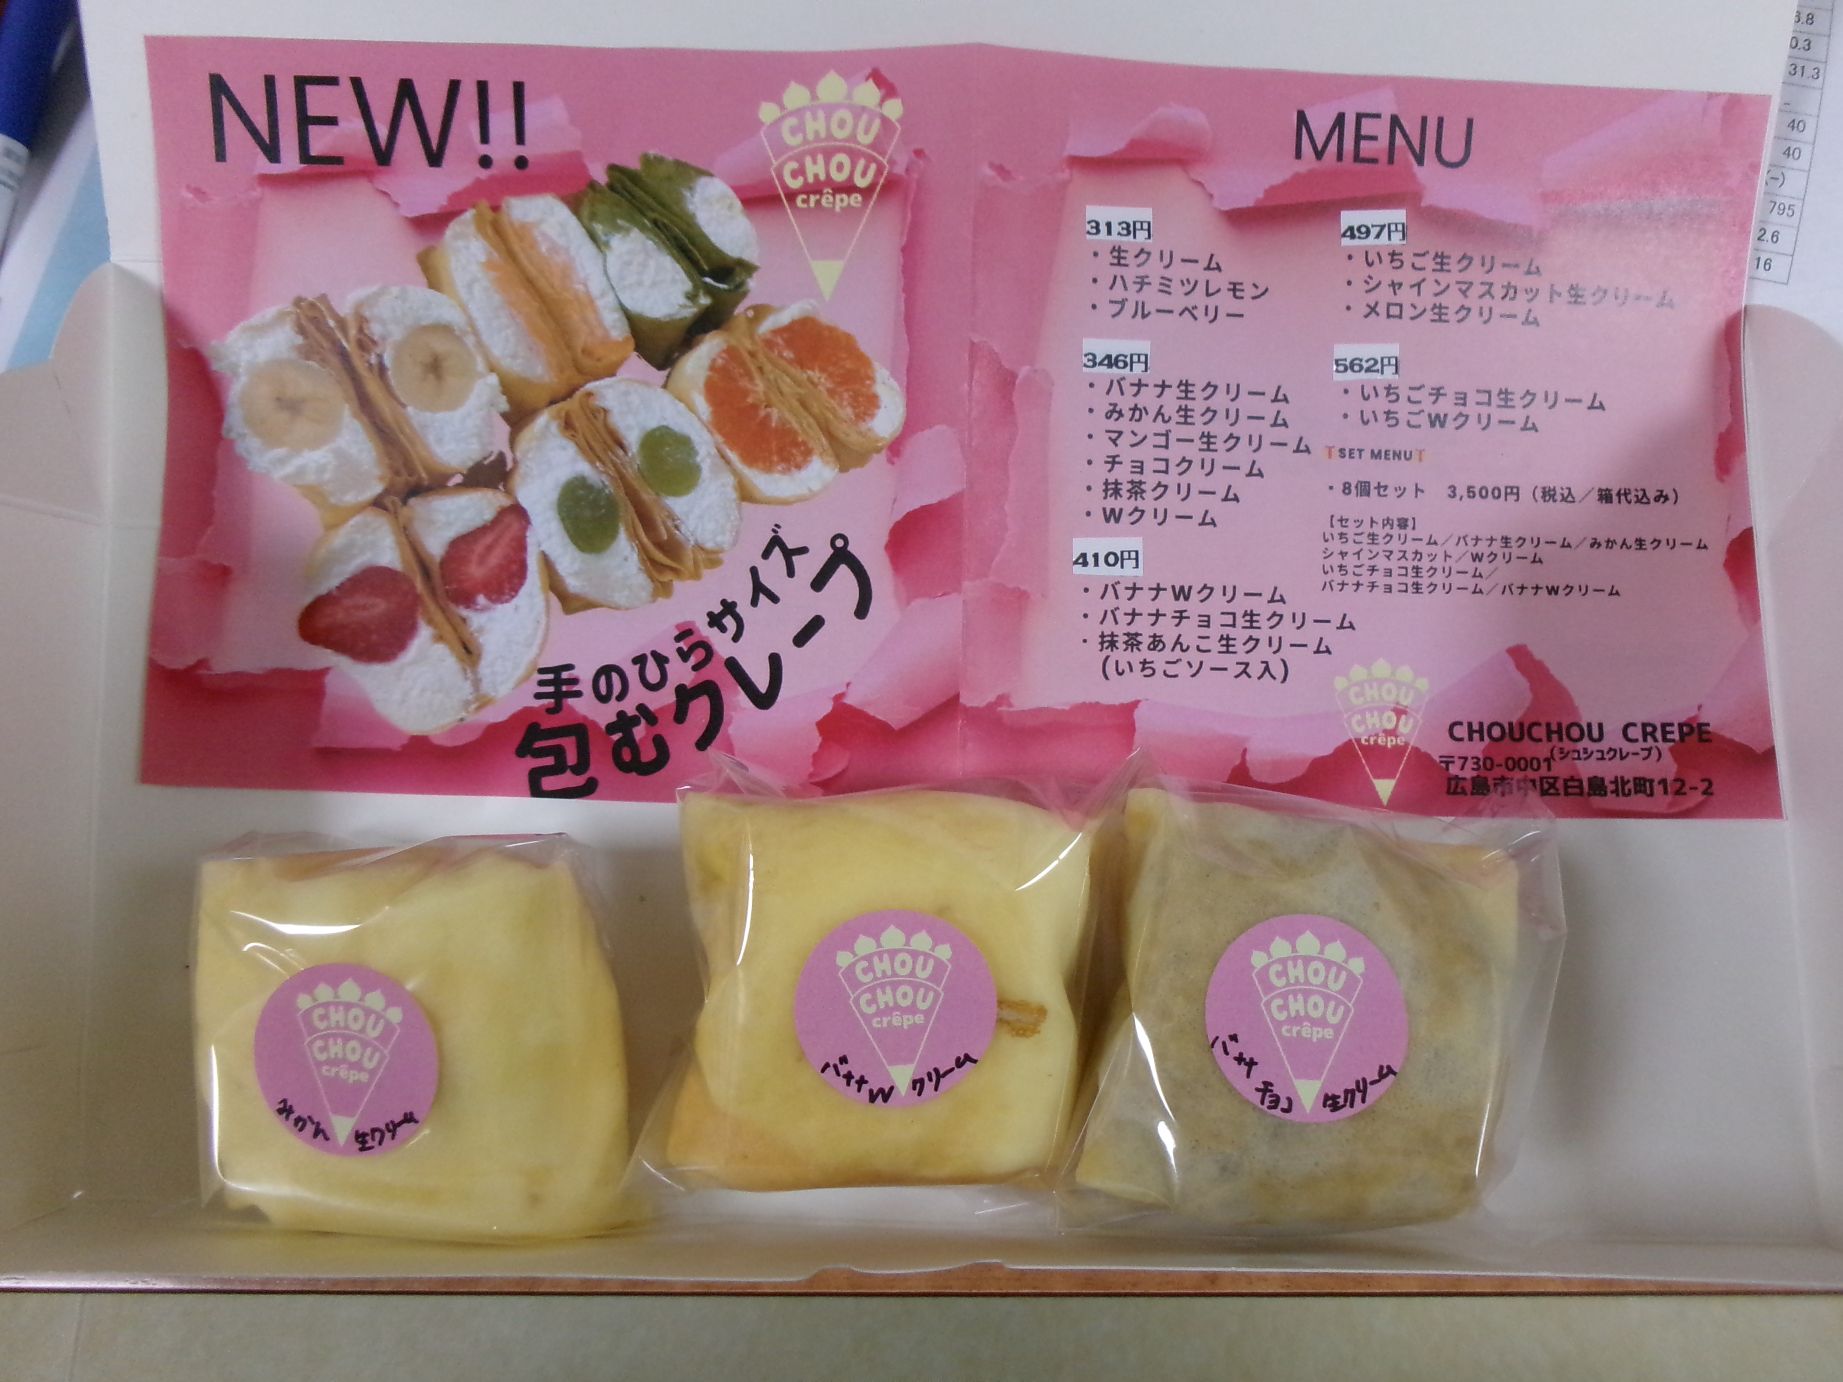 NEW!!
CHOU
CHOU
crêpe
手のひらサイズ
包むクレープ
MENU
313円
・生クリーム
・ハチミツレモン
・ブルーベリー
346円
・バナナ生クリーム
・みかん生クリーム
・マンゴー生クリーム
・チョコクリーム
・抹茶クリーム
・Wクリーム
410円
・バナナWクリーム
・バナナチョコ生クリーム
・抹茶あんこ生クリーム
(いちごソース入)
497円
・いちご生クリーム
・シャインマスカット生クリーム
・メロン生クリーム
562円
・いちごチョコ生クリーム
・いちごWクリーム
SET MENU
・8個セット 3,500円（税込／箱代込み）
【セット内容】
いちご生クリーム／バナナ生クリーム／みかん生クリーム
シャインマスカット／Wクリーム
いちごチョコ生クリーム／
バナナチョコ生クリーム／バナナWクリーム
CHOU
CHOU
crêpe
CHOUCHOU CREPE
(シュシュクレープ)
〒730-0001
広島市中区白島北町12-2
CHOU
CHOU
crêpe
みかん 生クリーム
CHOU
CHOU
crêpe
バナナW クリーム
CHOU
CHOU
crêpe
バナナ チョコ 生クリーム
31.3
40
40
(-)
795
2.6
16